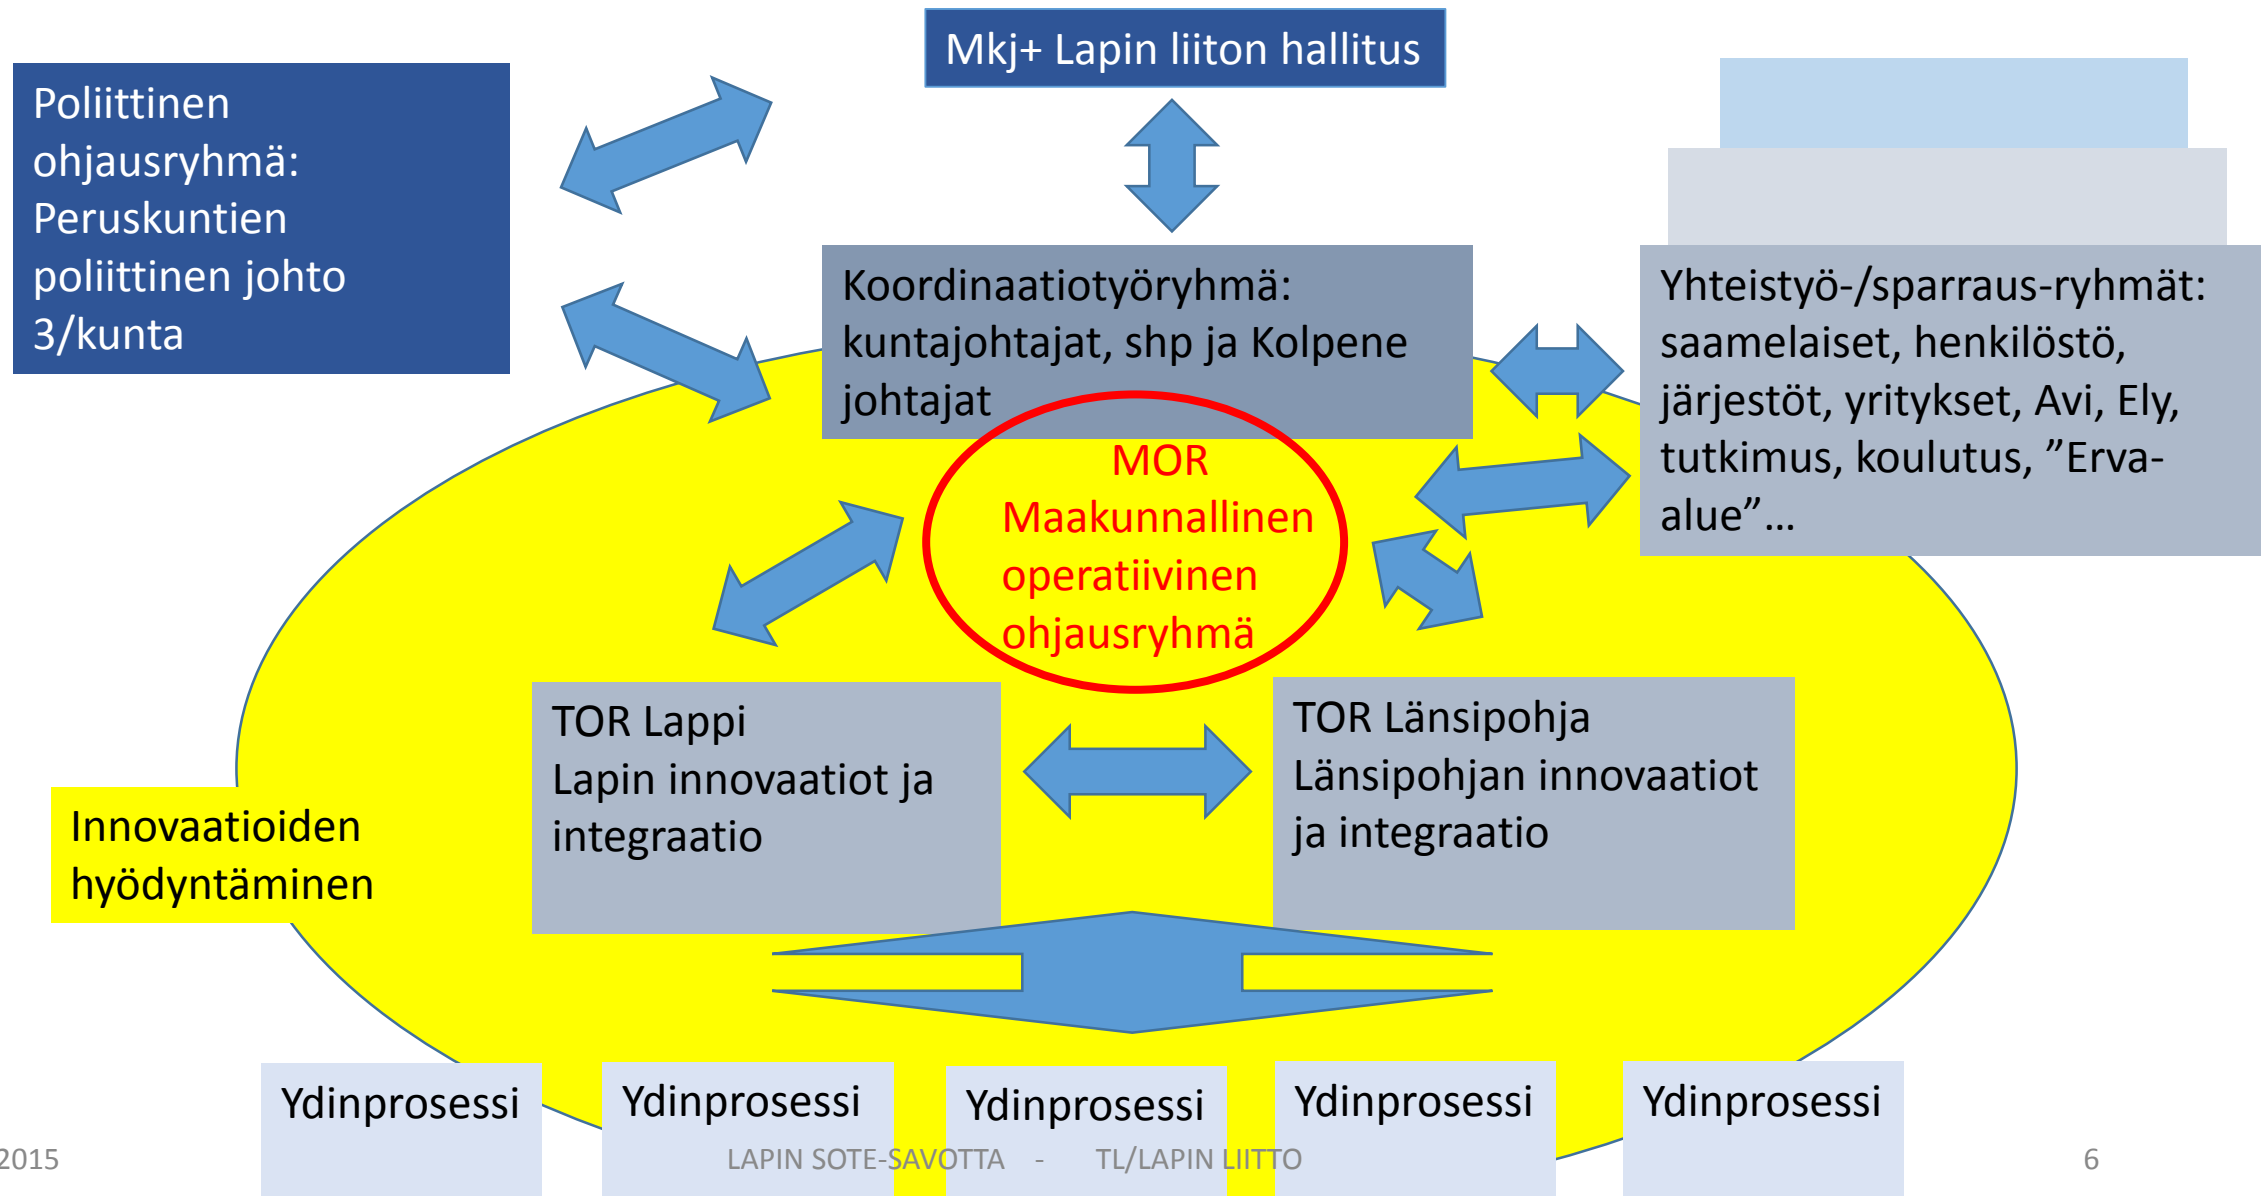 Mkj+ Lapin liiton hallitus
Poliittinen
ohjausryhmä:
Peruskuntien
poliittinen johto
3/kunta
Koordinaatiotyöryhmä:
kuntajohtajat, shp ja Kolpene
johtajat
Yhteistyö-/sparraus-ryhmät:
saamelaiset, henkilöstö,
järjestöt, yritykset, Avi, Ely,
tutkimus, koulutus, ”Erva-
alue”…
MOR
Maakunnallinen
operatiivinen
ohjausryhmä
TOR Lappi
Lapin innovaatiot ja
integraatio
TOR Länsipohja
Länsipohjan innovaatiot
ja integraatio
Innovaatioiden
hyödyntäminen
Ydinprosessi
Ydinprosessi
Ydinprosessi
Ydinprosessi
Ydinprosessi
2015
LAPIN SOTE-SAVOTTA - TL/LAPIN LIITTO
6